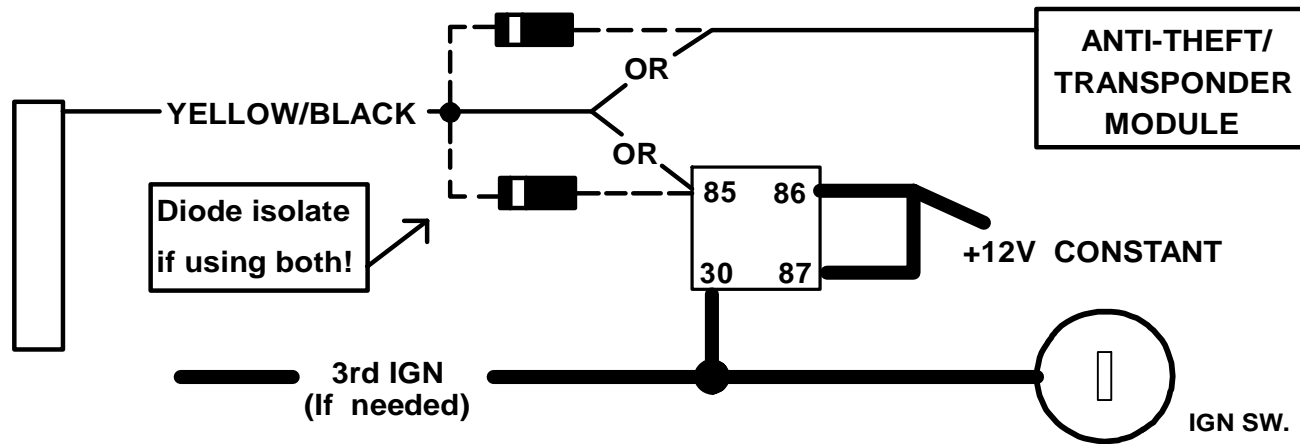 ANTI-THEFT/
TRANSPONDER
MODULE
OR
YELLOW/BLACK
OR
Diode isolate
if using both!
85 86
30 87
+12V CONSTANT
3rd IGN
(If needed)
IGN SW.